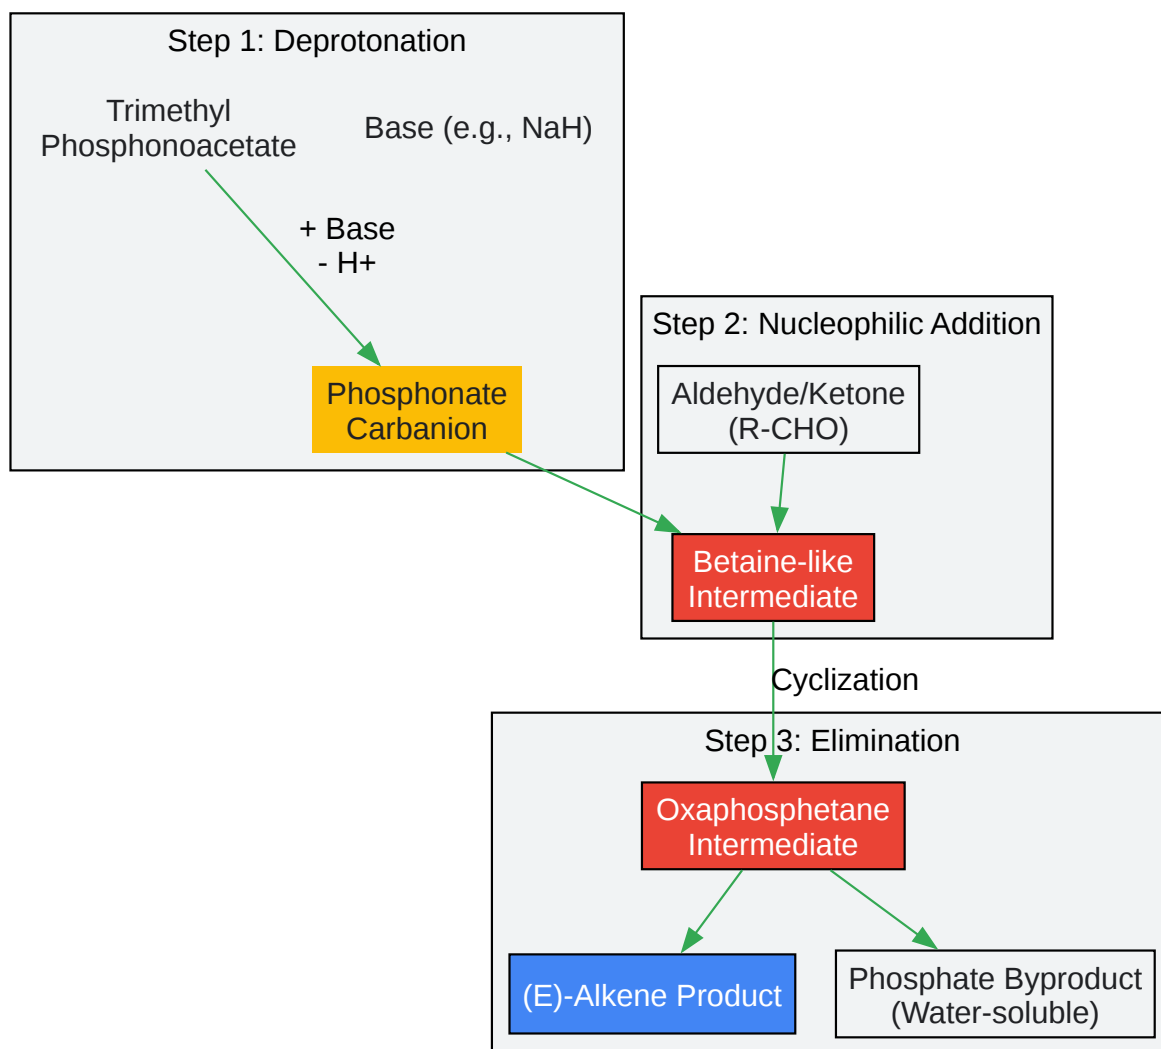 Step 1: Deprotonation
Trimethyl
Phosphonoacetate
Base (e.g., NaH)
+ Base
- H+
Phosphonate
Carbanion
Step 2: Nucleophilic Addition
Aldehyde/Ketone
(R-CHO)
Betaine-like
Intermediate
Cyclization
Step 3: Elimination
Oxaphosphetane
Intermediate
(E)-Alkene Product
Phosphate Byproduct
(Water-soluble)